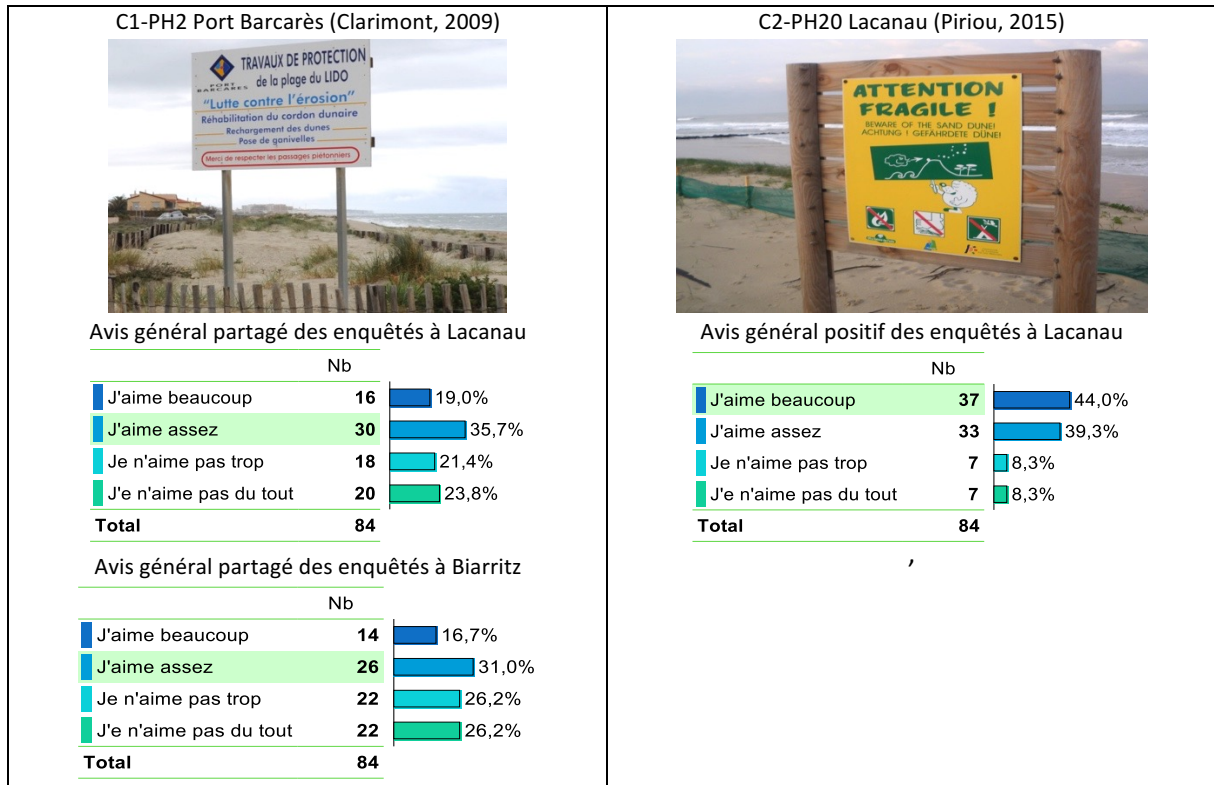 C1-PH2 Port Barcarès (Clarimont, 2009)
PORT
BARCARES
TRAVAUX DE PROTECTION
de la plage du LIDO
"Lutte contre l'érosion"
Réhabilitation du cordon dunaire
Rechargement des dunes
Pose de ganivelles
Merci de respecter les passages piétonniers
Avis général partagé des enquêtés à Lacanau
Nb
J'aime beaucoup 16 19,0%
J'aime assez 30 35,7%
Je n'aime pas trop 18 21,4%
J'e n'aime pas du tout 20 23,8%
Total 84
Avis général partagé des enquêtés à Biarritz
Nb
J'aime beaucoup 14 16,7%
J'aime assez 26 31,0%
Je n'aime pas trop 22 26,2%
J'e n'aime pas du tout 22 26,2%
Total 84
C2-PH20 Lacanau (Piriou, 2015)
ATTENTION
FRAGILE !
BEWARE OF THE SAND DUNE!
ACHTUNG ! GEFÄHRDETE DÜNE!
Avis général positif des enquêtés à Lacanau
Nb
J'aime beaucoup 37 44,0%
J'aime assez 33 39,3%
Je n'aime pas trop 7 8,3%
J'e n'aime pas du tout 7 8,3%
Total 84
,